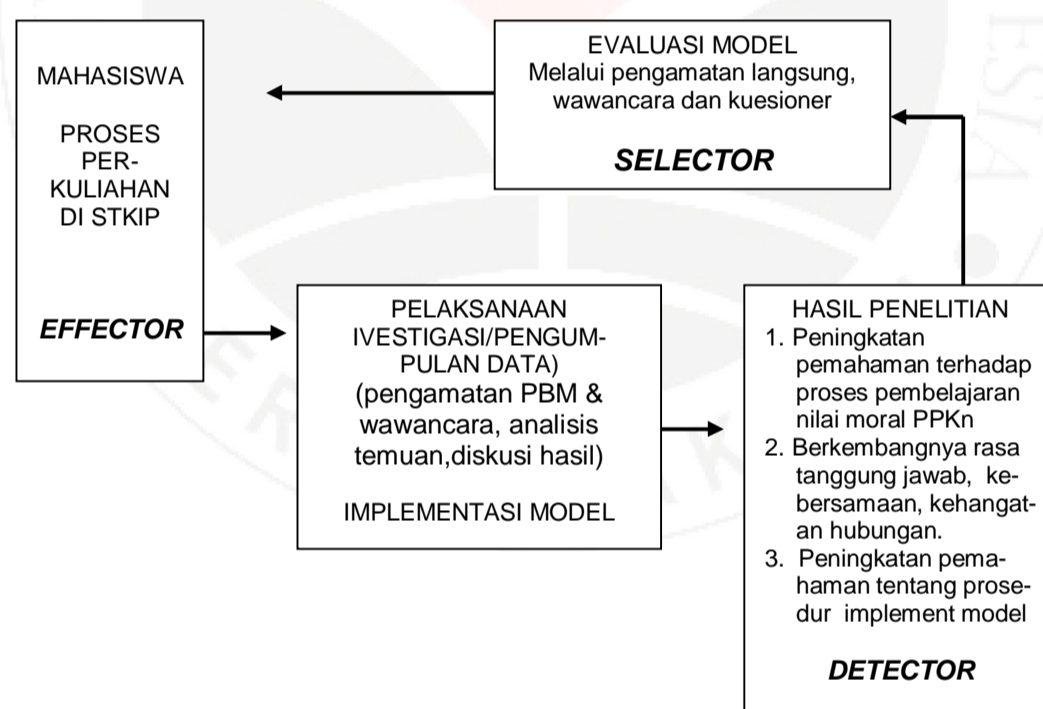 MAHASISWA
PROSES
PER-
KULIAHAN
DI STKIP
EFFECTOR
EVALUASI MODEL
Melalui pengamatan langsung,
wawancara dan kuesioner
SELECTOR
PELAKSANAAN
IVESTIGASI/PENGUM-
PULAN DATA)
(pengamatan PBM &
wawancara, analisis
temuan,diskusi hasil)
IMPLEMENTASI MODEL
HASIL PENELITIAN
1. Peningkatan
pemahaman terhadap
proses pembelajaran
nilai moral PPKn
2. Berkembangnya rasa
tanggung jawab, ke-
bersamaan, kehangat-
an hubungan.
3. Peningkatan pema-
haman tentang prose-
dur implement model
DETECTOR